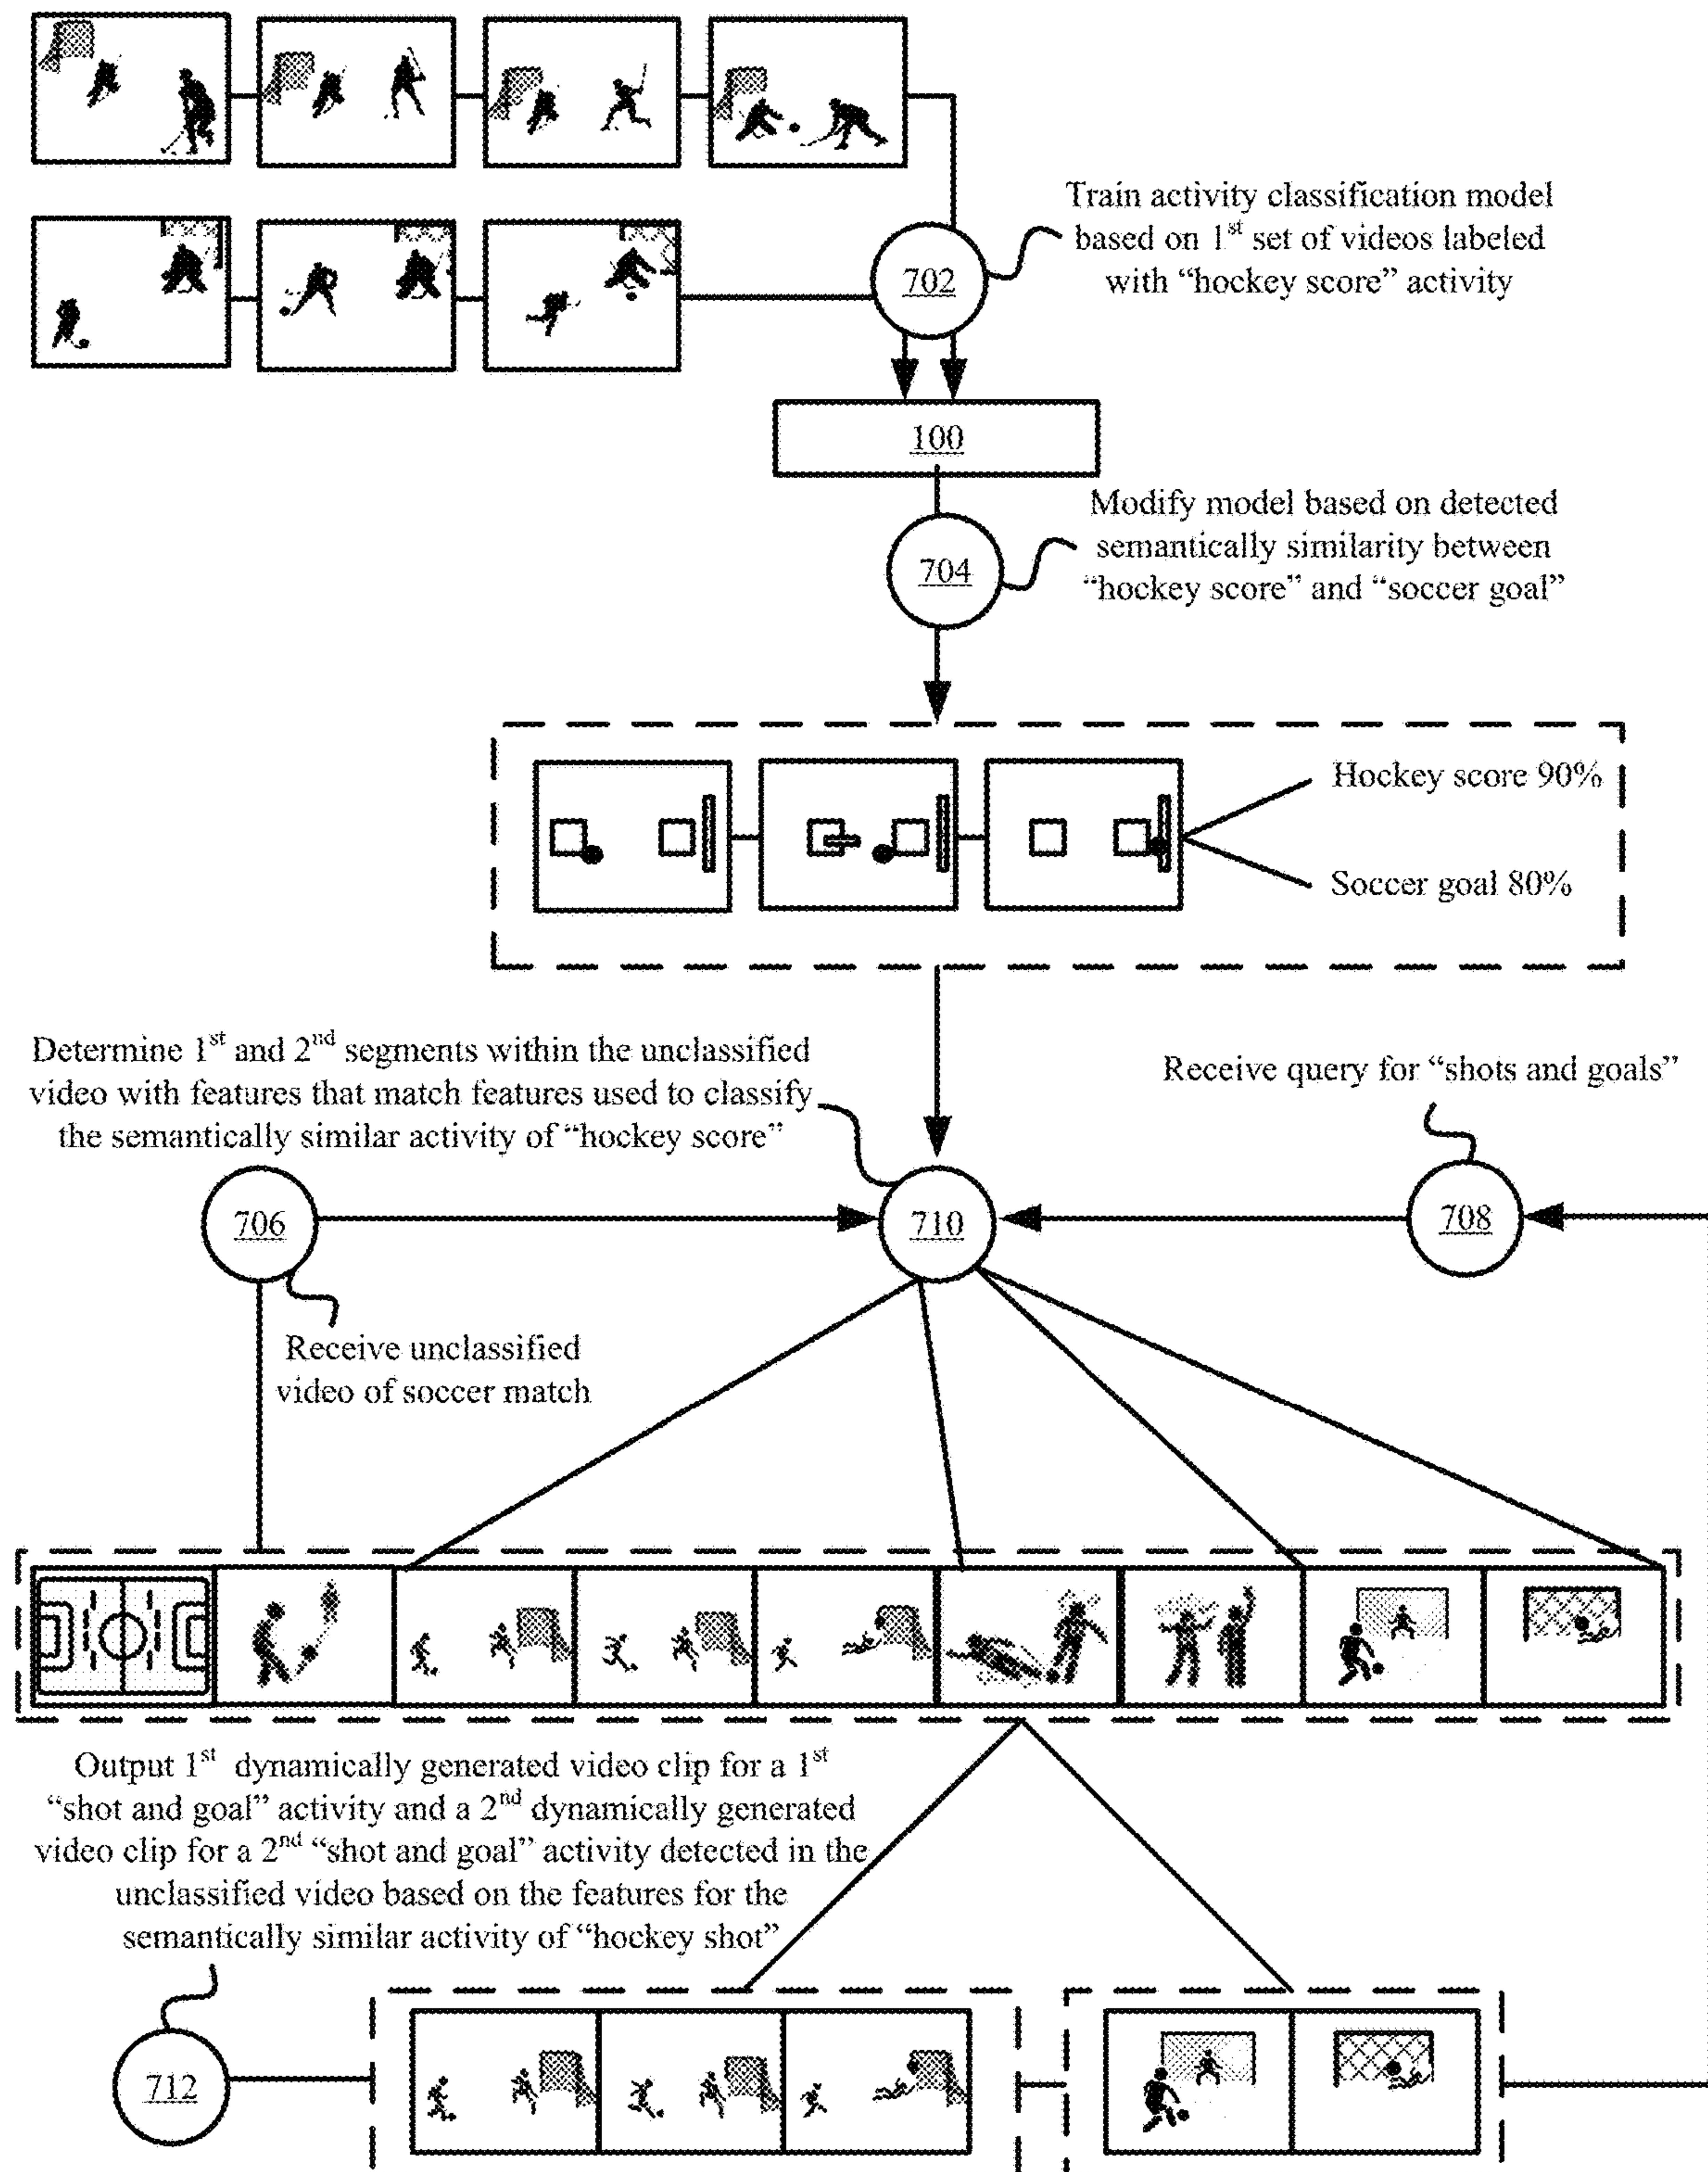 Train activity classification model
based on 1st set of videos labeled
with “hockey score” activity
702
100
Modify model based on detected
semantically similarity between
“hockey score” and “soccer goal”
704
Hockey score 90%
Soccer goal 80%
Determine 1st and 2nd segments within the unclassified
video with features that match features used to classify
the semantically similar activity of “hockey score”
Receive query for “shots and goals”
706
710
708
Receive unclassified
video of soccer match
Output 1st dynamically generated video clip for a 1st
“shot and goal” activity and a 2nd dynamically generated
video clip for a 2nd “shot and goal” activity detected in the
unclassified video based on the features for the
semantically similar activity of “hockey shot”
712